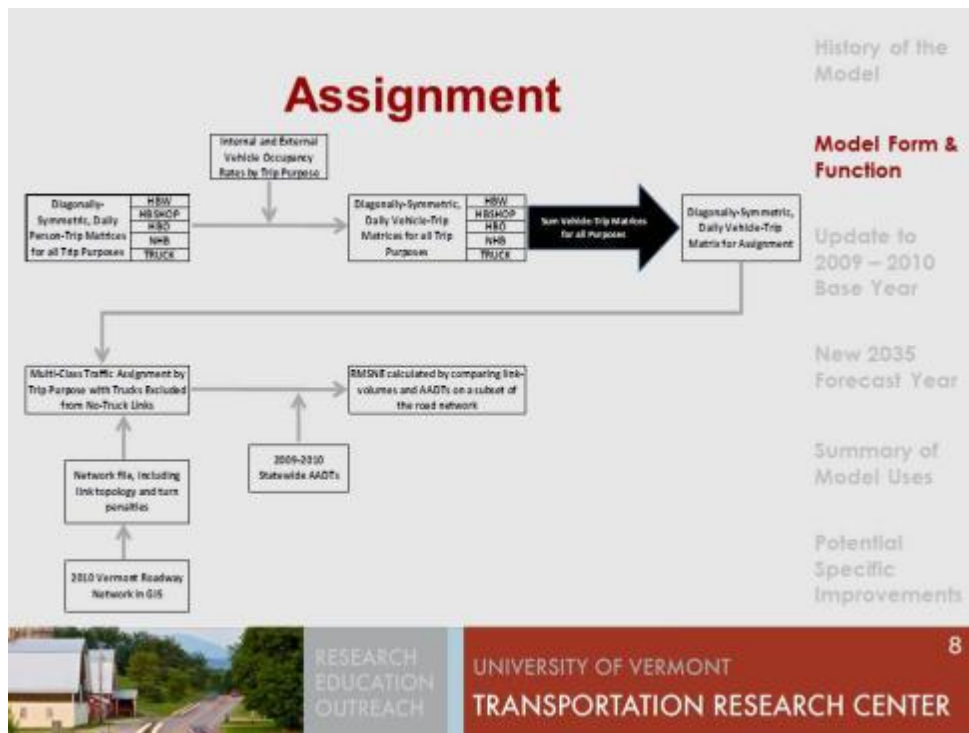 Assignment
Internal and External
Vehicle Occupancy
Rates by Trip Purpose
Diagonally-
Symmetric, Daily
Person-Trip Matrices
for all Trip Purposes
HBW
HBSHOP
HBO
NHB
TRUCK
Diagonally-Symmetric,
Daily Vehicle-Trip
Matrices for all Trip
Purposes
HBW
HBSHOP
HBO
NHB
TRUCK
Sum Vehicle-Trip Matrices
for all Purposes
Diagonally-Symmetric,
Daily Vehicle-Trip
Matrix for Assignment
Multi-Class Traffic Assignment by
Trip Purpose with Trucks Excluded
from No-Truck Links
RMSNE calculated by comparing link-
volumes and AADTs on a subset of
the road network
Network file, including
link topology and turn
penalties
2009-2010
Statewide AADTs
2010 Vermont Roadway
Network in GIS
History of the
Model
Model Form &
Function
Update to
2009 – 2010
Base Year
New 2035
Forecast Year
Summary of
Model Uses
Potential
Specific
Improvements
RESEARCH
EDUCATION
OUTREACH
UNIVERSITY OF VERMONT
TRANSPORTATION RESEARCH CENTER
8